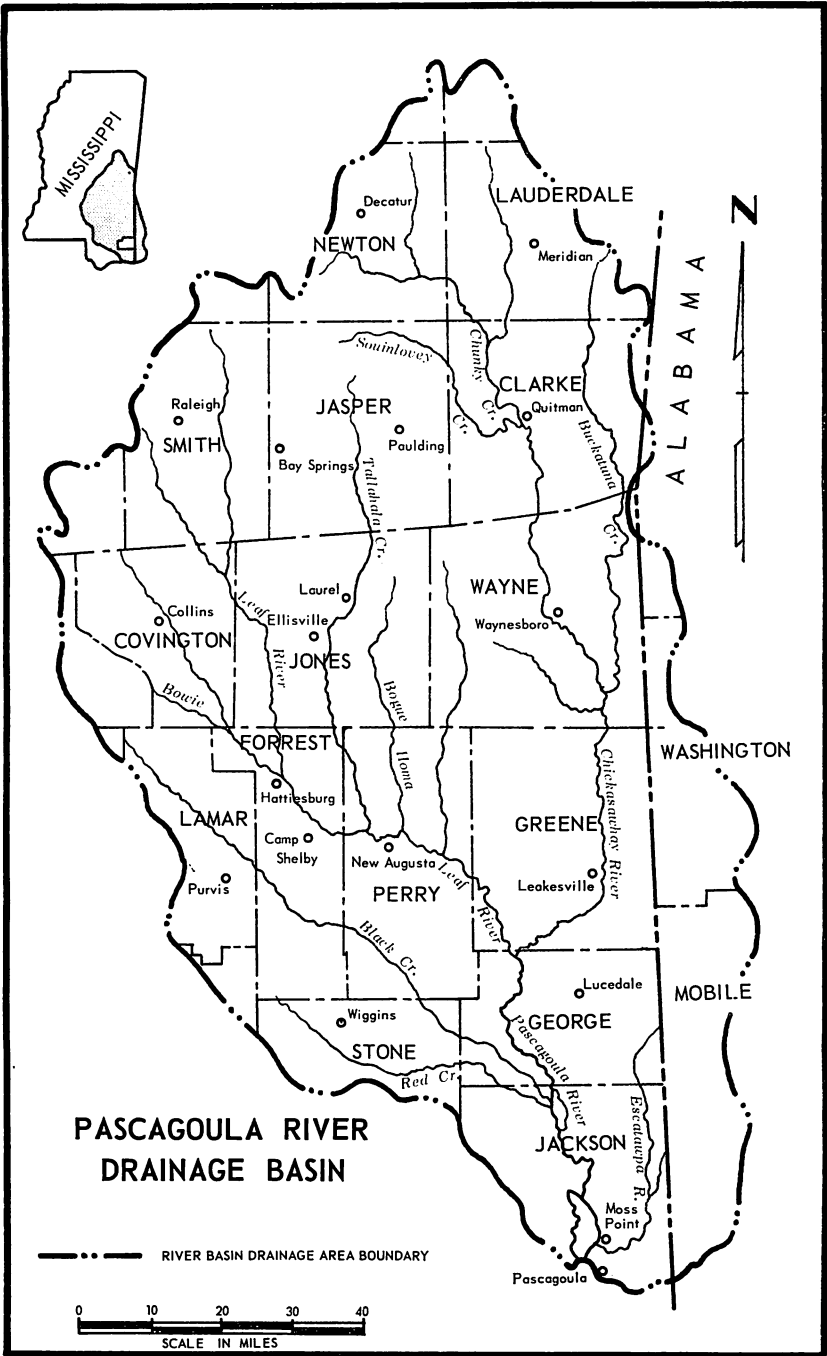 MISSISSIPPI
N
ALABAMA
Decatur
LAUDERDALE
NEWTON
Meridian
Souinlovey
Cr.
Chunky
Cr.
CLARKE
Quitman
Raleigh
JASPER
SMITH
Paulding
Bay Springs
Buckatuna
Cr.
Tallahala Cr.
WAYNE
Laurel
Collins
Leaf
River
Ellisville
Waynesboro
COVINGTON
JONES
Bowie
Bogue
Homa
FORREST
WASHINGTON
Chickasawhay River
Hattiesburg
LAMAR
GREENE
Camp
Shelby
New Augusta
Leaf
River
Purvis
PERRY
Leakesville
Black Cr.
Lucedale
MOBILE
Wiggins
GEORGE
STONE
Pascagoula
River
Red Cr.
Escatawpa R.
JACKSON
PASCAGOULA RIVER
DRAINAGE BASIN
Moss
Point
RIVER BASIN DRAINAGE AREA BOUNDARY
Pascagoula
0 10 20 30 40
SCALE IN MILES